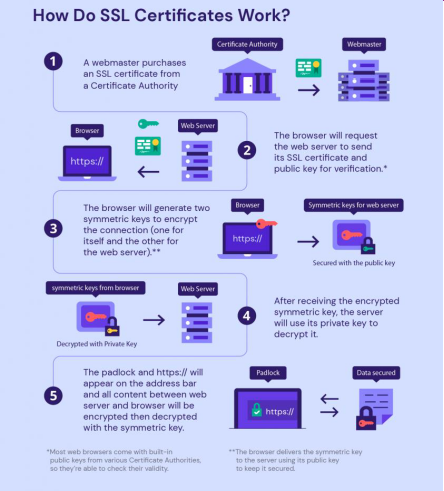 How Do SSL Certificates Work?
Certificate Authority
Webmaster
1
A webmaster purchases
an SSL certificate from
a Certificate Authority
Browser
Web Server
https://
2
The browser will request
the web server to send
its SSL certificate and
public key for verification.*
3
The browser will generate two
symmetric keys to encrypt
the connection (one for
itself and the other for
the web server).**
Browser
Symmetric keys for web server
https://
Secured with the public key
symmetric keys from browser
Web Server
Decrypted with Private Key
4
After receiving the encrypted
symmetric key, the server
will use its private key to
decrypt it.
5
The padlock and https:// will
appear on the address bar
and all content between web
server and browser will be
encrypted then decrypted
with the symmetric key.
Padlock
Data secured
https://
*Most web browsers come with built-in
public keys from various Certificate Authorities,
so they're able to check their validity.
**The browser delivers the symmetric key
to the server using its public key
to keep it secured.